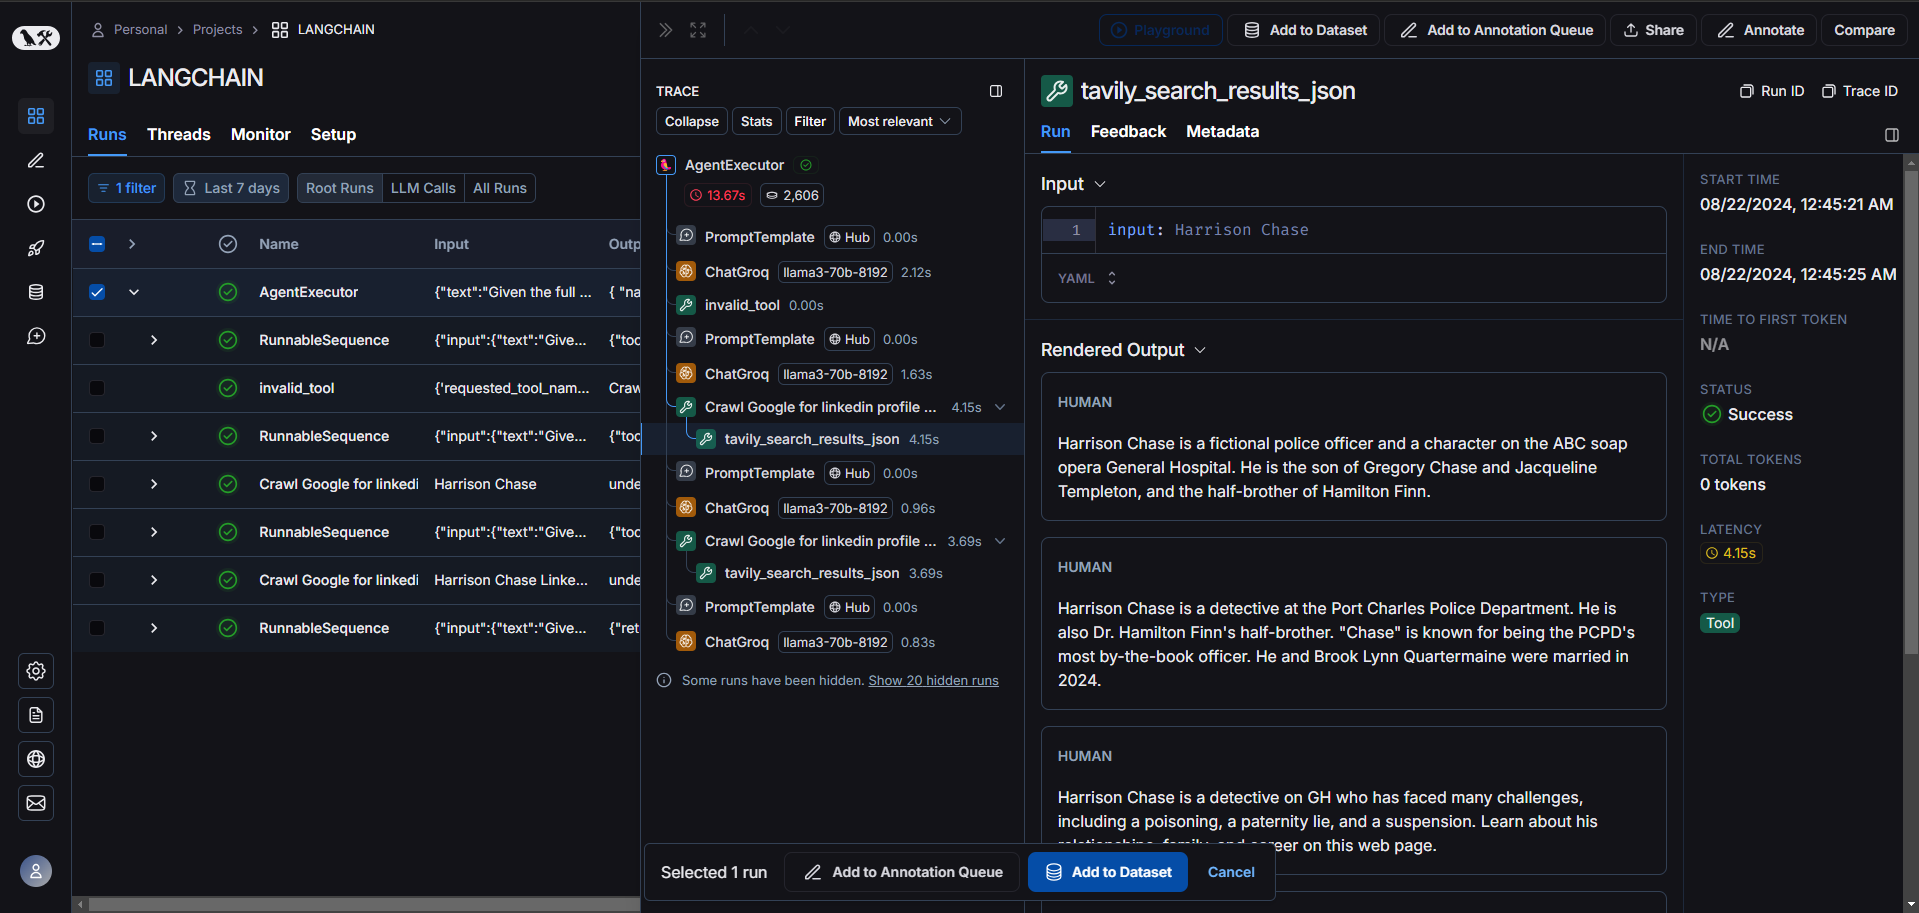 Personal > Projects > LANGCHAIN
LANGCHAIN
Runs Threads Monitor Setup
1 filter Last 7 days Root Runs LLM Calls All Runs
Name Input Outp
AgentExecutor {"text":"Given the full ... { "na
RunnableSequence {"input":{"text":"Give... {"toc
invalid_tool {'requested_tool_nam... Craw
RunnableSequence {"input":{"text":"Give... {"toc
Crawl Google for linkedi Harrison Chase unde
RunnableSequence {"input":{"text":"Give... {"toc
Crawl Google for linkedi Harrison Chase Linke... unde
RunnableSequence {"input":{"text":"Give... {"ret
Playground Add to Dataset Add to Annotation Queue Share Annotate Compare
TRACE
Collapse Stats Filter Most relevant
AgentExecutor
13.67s 2,606
PromptTemplate Hub 0.00s
ChatGroq llama3-70b-8192 2.12s
invalid_tool 0.00s
PromptTemplate Hub 0.00s
ChatGroq llama3-70b-8192 1.63s
Crawl Google for linkedin profile ... 4.15s
tavily_search_results_json 4.15s
PromptTemplate Hub 0.00s
ChatGroq llama3-70b-8192 0.96s
Crawl Google for linkedin profile ... 3.69s
tavily_search_results_json 3.69s
PromptTemplate Hub 0.00s
ChatGroq llama3-70b-8192 0.83s
Some runs have been hidden. Show 20 hidden runs
tavily_search_results_json
Run ID Trace ID
Run Feedback Metadata
Input
1 input: Harrison Chase
YAML
Rendered Output
HUMAN
Harrison Chase is a fictional police officer and a character on the ABC soap
opera General Hospital. He is the son of Gregory Chase and Jacqueline
Templeton, and the half-brother of Hamilton Finn.
HUMAN
Harrison Chase is a detective at the Port Charles Police Department. He is
also Dr. Hamilton Finn's half-brother. "Chase" is known for being the PCPD's
most by-the-book officer. He and Brook Lynn Quartermaine were married in
2024.
HUMAN
Harrison Chase is a detective on GH who has faced many challenges,
including a poisoning, a paternity lie, and a suspension. Learn about his
relationships, family, and career on this web page.
START TIME
08/22/2024, 12:45:21 AM
END TIME
08/22/2024, 12:45:25 AM
TIME TO FIRST TOKEN
N/A
STATUS
Success
TOTAL TOKENS
0 tokens
LATENCY
4.15s
TYPE
Tool
Selected 1 run Add to Annotation Queue Add to Dataset Cancel